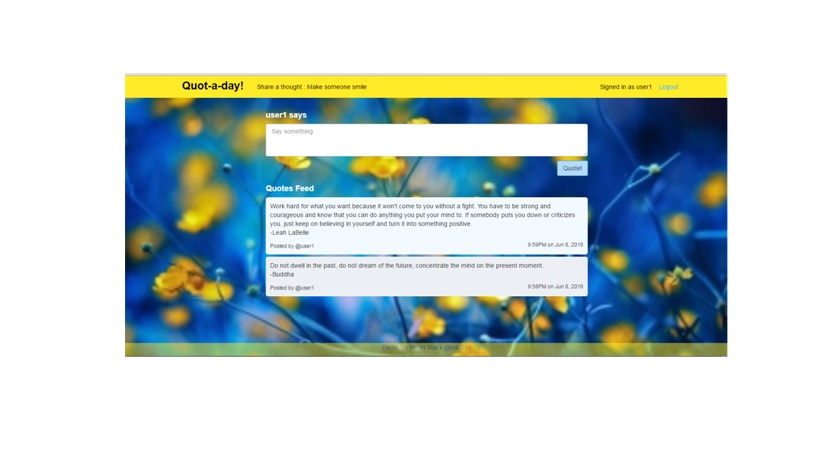 Quot-a-day! Share a thought : Make someone smile Signed in as user1 Logout
user1 says
Say something
Quote!
Quotes Feed
Work hard for what you want because it won't come to you without a fight. You have to be strong and
courageous and know that you can do anything you put your mind to. If somebody puts you down or criticizes
you, just keep on believing in yourself and turn it into something positive.
-Leah LaBelle
Posted by @user1 9:59PM on Jun 8, 2016
Do not dwell in the past, do not dream of the future, concentrate the mind on the present moment.
-Buddha
Posted by @user1 9:58PM on Jun 8, 2016